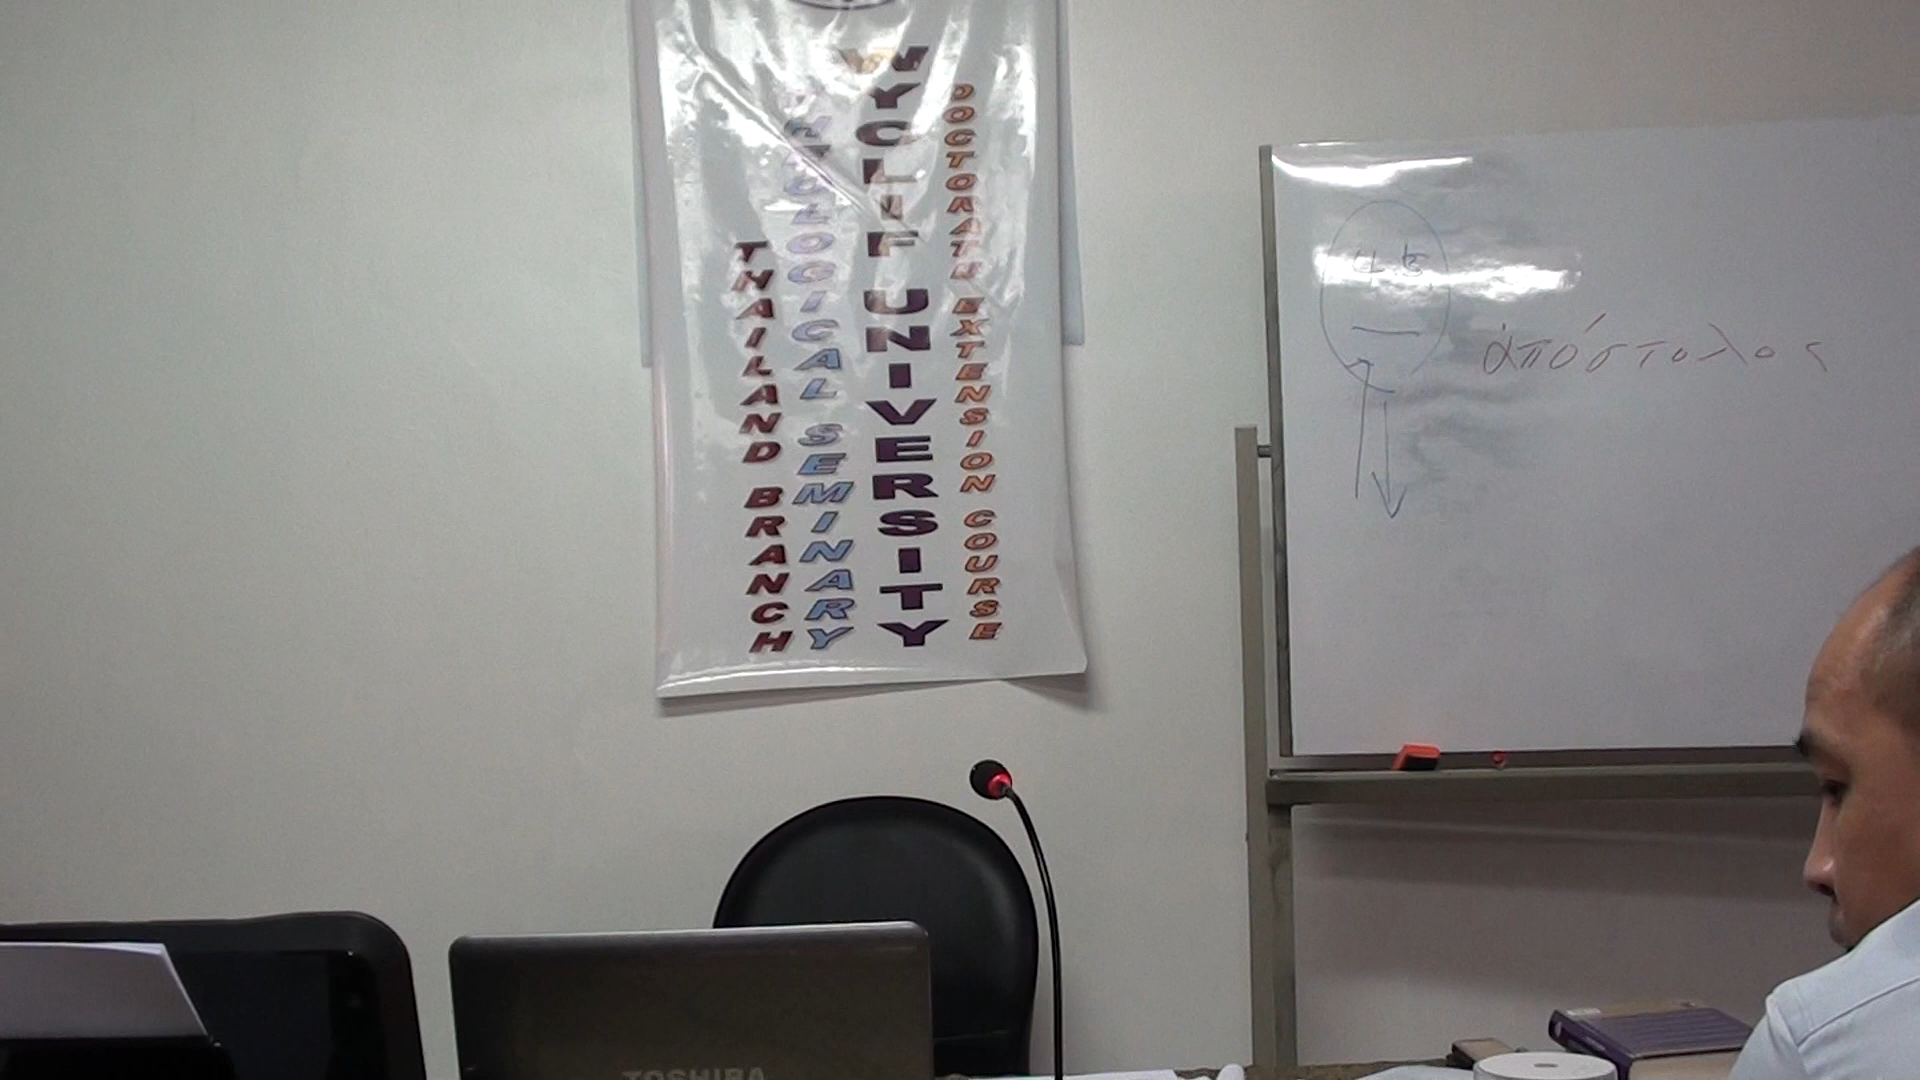 DOCTORATE EXTENSION COURSE
WYCLIF UNIVERSITY
THEOLOGICAL SEMINARY
THAILAND BRANCH
ἀπόστολος
TOSHIBA